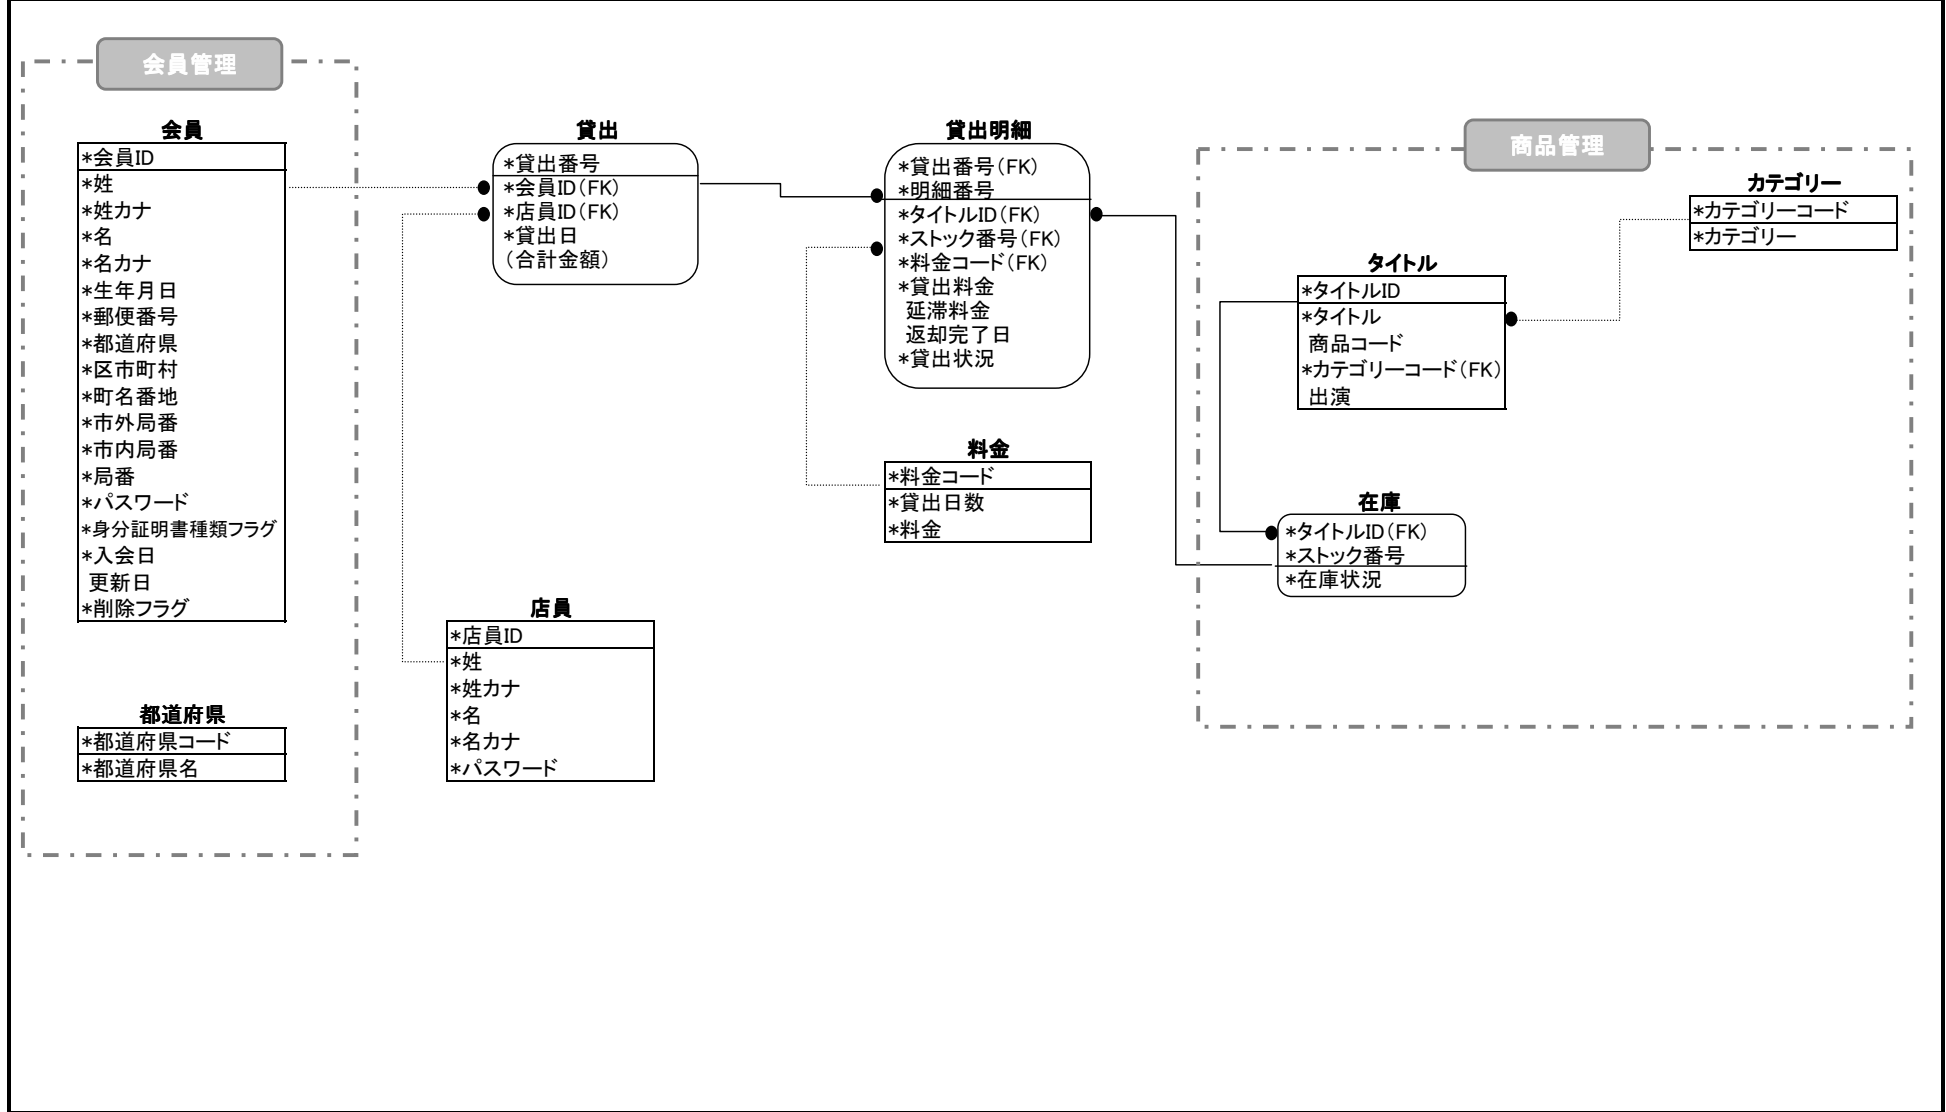 会員管理
会員
*会員ID
*姓
*姓カナ
*名
*名カナ
*生年月日
*郵便番号
*都道府県
*区市町村
*町名番地
*市外局番
*市内局番
*局番
*パスワード
*身分証明書種類フラグ
*入会日
更新日
*削除フラグ
都道府県
*都道府県コード
*都道府県名
貸出
*貸出番号
*会員ID(FK)
*店員ID(FK)
*貸出日
(合計金額)
店員
*店員ID
*姓
*姓カナ
*名
*名カナ
*パスワード
貸出明細
*貸出番号(FK)
*明細番号
*タイトルID(FK)
*ストック番号(FK)
*料金コード(FK)
*貸出料金
延滞料金
返却完了日
*貸出状況
料金
*料金コード
*貸出日数
*料金
商品管理
カテゴリー
*カテゴリーコード
*カテゴリー
タイトル
*タイトルID
*タイトル
商品コード
*カテゴリーコード(FK)
出演
在庫
*タイトルID(FK)
*ストック番号
*在庫状況